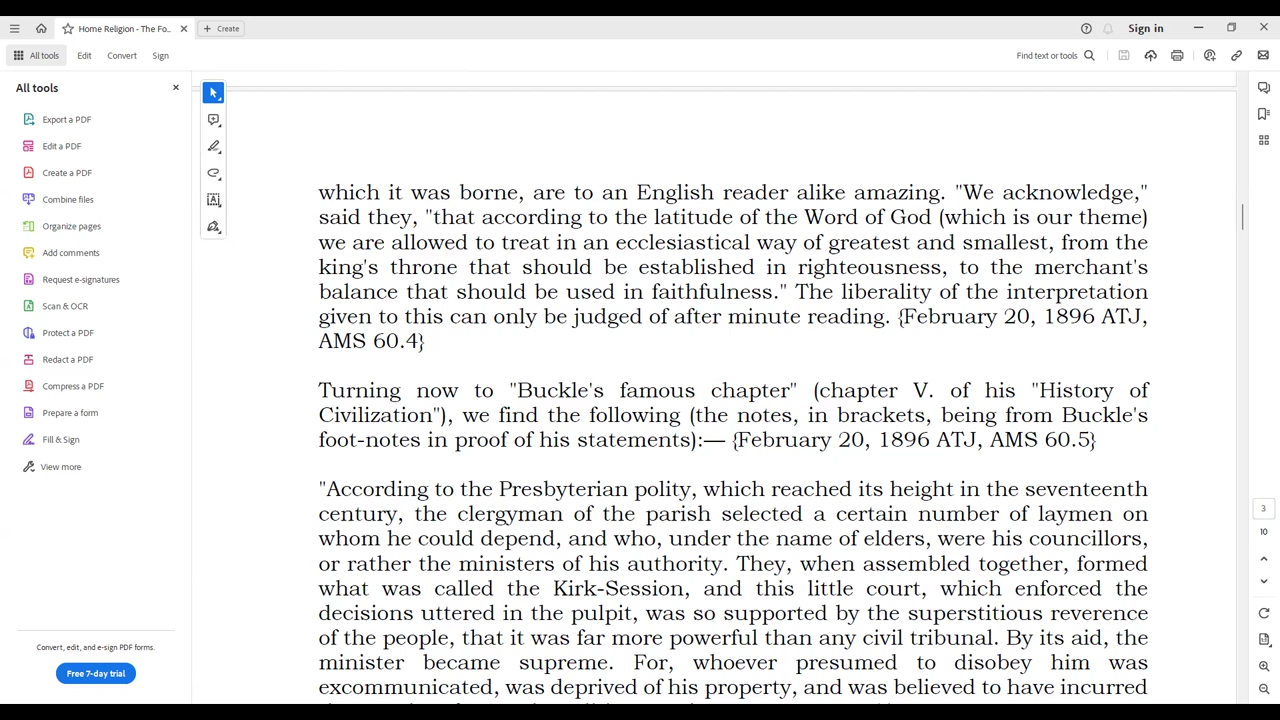 Home Religion - The Fo...
Create
Sign in
All tools
Edit
Convert
Sign
Find text or tools
All tools
Export a PDF
Edit a PDF
Create a PDF
Combine files
Organize pages
Add comments
Request e-signatures
Scan & OCR
Protect a PDF
Redact a PDF
Compress a PDF
Prepare a form
Fill & Sign
View more
Convert, edit, and e-sign PDF forms.
Free 7-day trial
which it was borne, are to an English reader alike amazing. "We acknowledge,"
said they, "that according to the latitude of the Word of God (which is our theme)
we are allowed to treat in an ecclesiastical way of greatest and smallest, from the
king's throne that should be established in righteousness, to the merchant's
balance that should be used in faithfulness." The liberality of the interpretation
given to this can only be judged of after minute reading. {February 20, 1896 ATJ,
AMS 60.4}
Turning now to "Buckle's famous chapter" (chapter V. of his "History of
Civilization"), we find the following (the notes, in brackets, being from Buckle's
foot-notes in proof of his statements):— {February 20, 1896 ATJ, AMS 60.5}
"According to the Presbyterian polity, which reached its height in the seventeenth
century, the clergyman of the parish selected a certain number of laymen on
whom he could depend, and who, under the name of elders, were his councillors,
or rather the ministers of his authority. They, when assembled together, formed
what was called the Kirk-Session, and this little court, which enforced the
decisions uttered in the pulpit, was so supported by the superstitious reverence
of the people, that it was far more powerful than any civil tribunal. By its aid, the
minister became supreme. For, whoever presumed to disobey him was
excommunicated, was deprived of his property, and was believed to have incurred
3
10